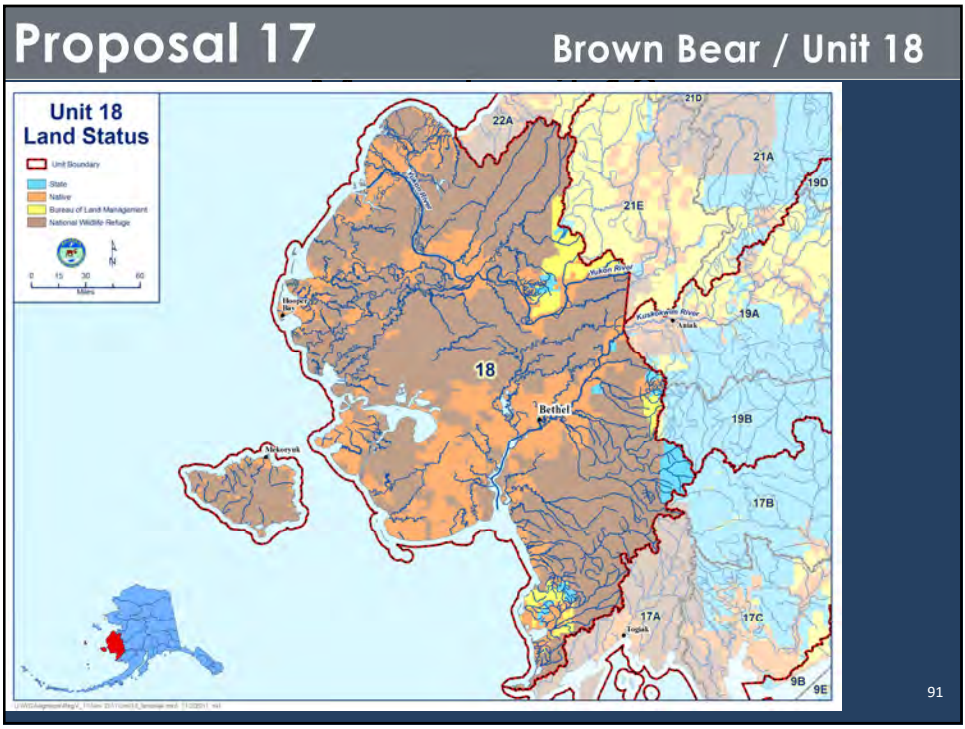 Proposal 17
Brown Bear / Unit 18
Unit 18
Land Status
Unit Boundary
State
Native
Bureau of Land Management
National Wildlife Refuge
N
0 15 30 60
Miles
22A
21D
21A
19D
21E
Yukon River
Yukon River
Hooper
Bay
Kuskokwim River
Aniak
19A
18
Bethel
19B
Mekoryuk
17B
17A
Togiak
17C
9B
9E
91